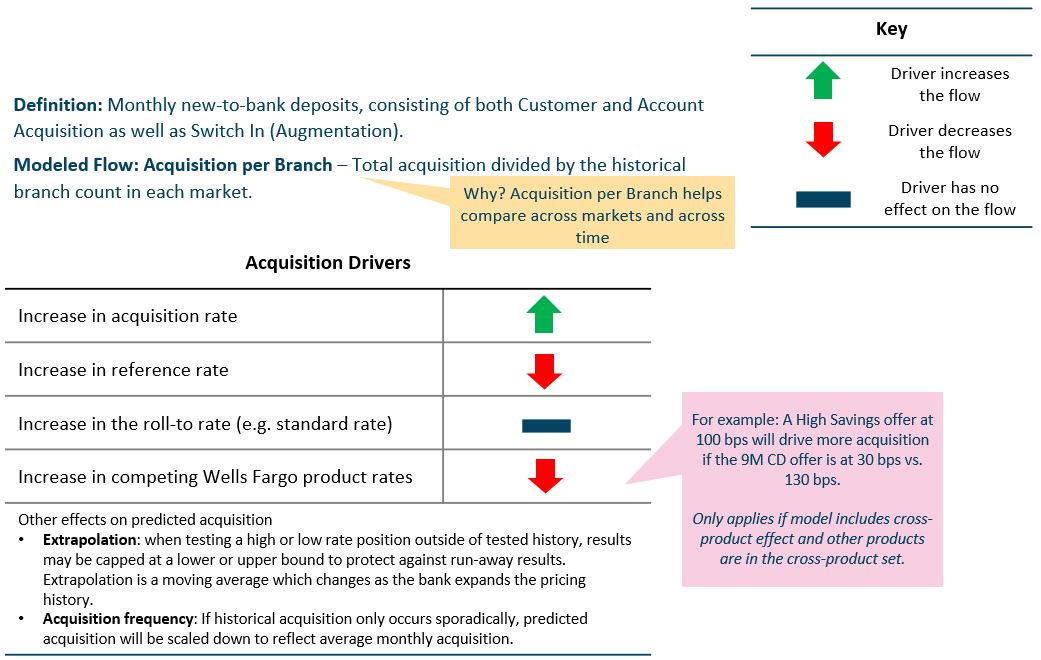 Key
Driver increases
the flow
Driver decreases
the flow
Driver has no
effect on the flow
Definition: Monthly new-to-bank deposits, consisting of both Customer and Account
Acquisition as well as Switch In (Augmentation).
Modeled Flow: Acquisition per Branch – Total acquisition divided by the historical
branch count in each market.
Why? Acquisition per Branch helps
compare across markets and across
time
Acquisition Drivers
Increase in acquisition rate
Increase in reference rate
Increase in the roll-to rate (e.g. standard rate)
Increase in competing Wells Fargo product rates
For example: A High Savings offer at
100 bps will drive more acquisition
if the 9M CD offer is at 30 bps vs.
130 bps.
Only applies if model includes cross-
product effect and other products
are in the cross-product set.
Other effects on predicted acquisition
• Extrapolation: when testing a high or low rate position outside of tested history, results
may be capped at a lower or upper bound to protect against run-away results.
Extrapolation is a moving average which changes as the bank expands the pricing
history.
• Acquisition frequency: If historical acquisition only occurs sporadically, predicted
acquisition will be scaled down to reflect average monthly acquisition.